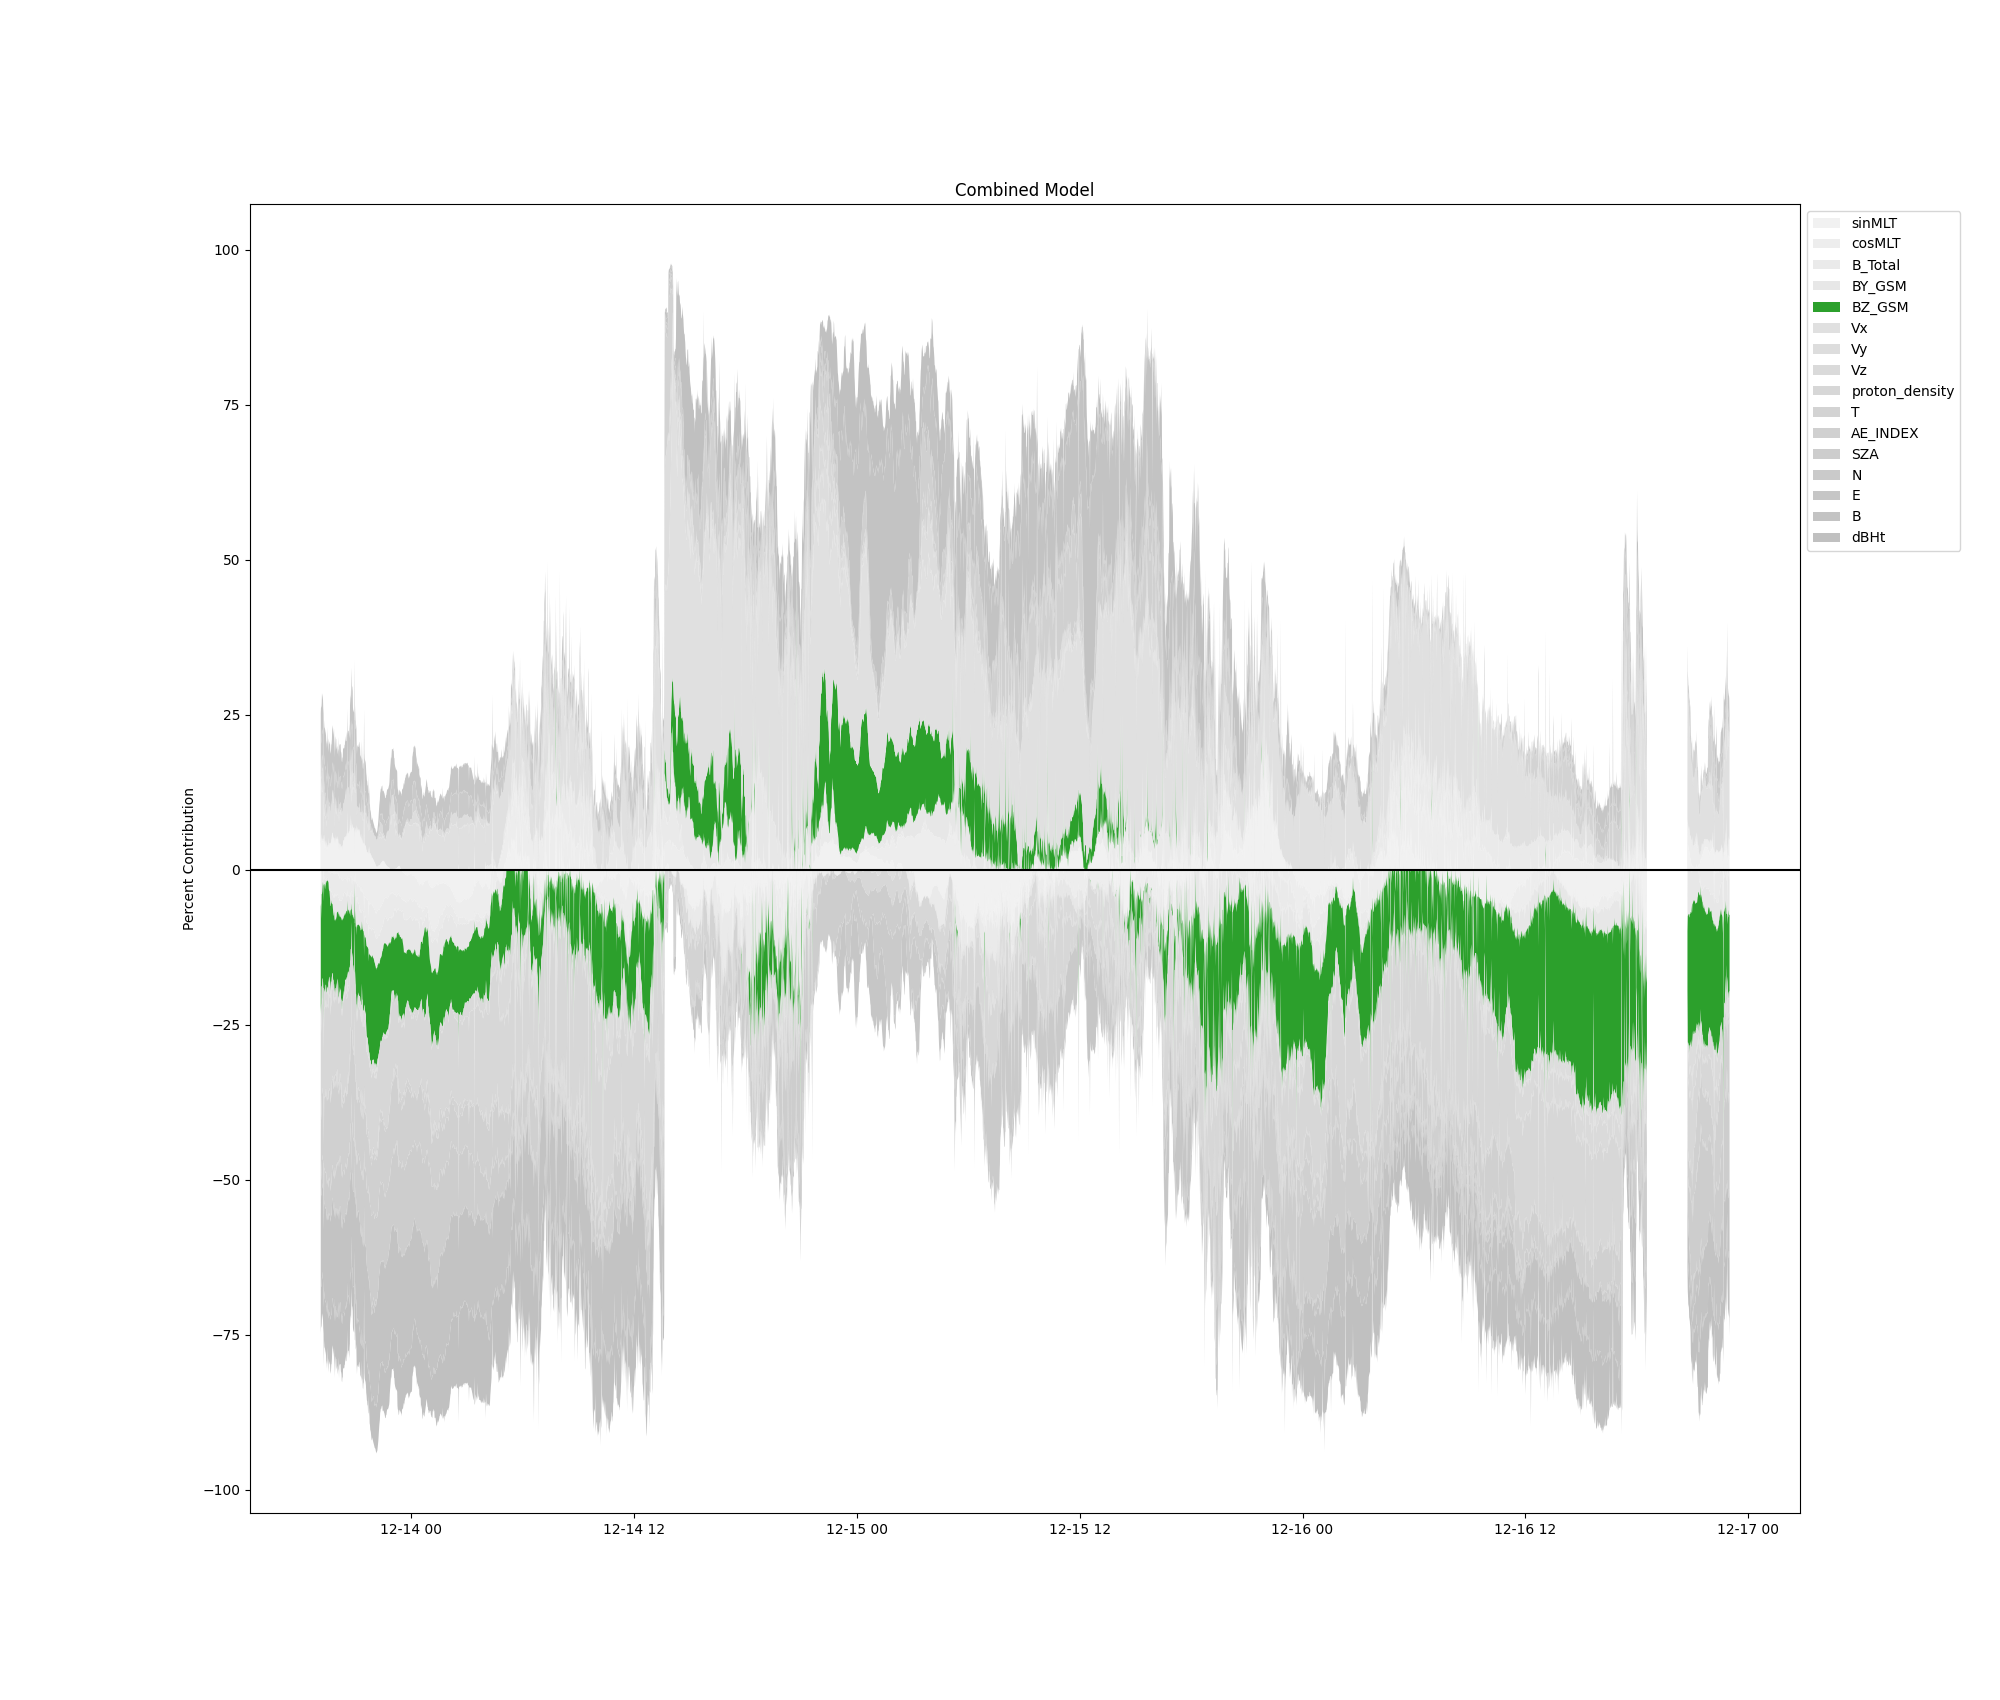 Combined Model
sinMLT
cosMLT
B_Total
BY_GSM
BZ_GSM
Vx
Vy
Vz
proton_density
T
AE_INDEX
SZA
N
E
B
dBHt
Percent Contribution
100
75
50
25
0
−25
−50
−75
−100
12-14 00
12-14 12
12-15 00
12-15 12
12-16 00
12-16 12
12-17 00